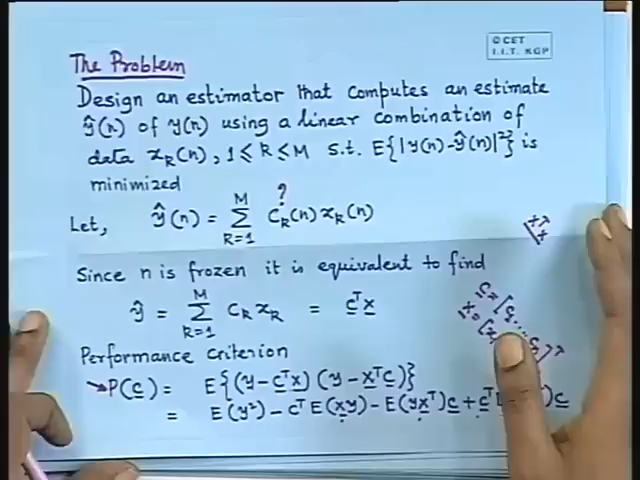 © CET
I.I.T. KGP
The Problem
Design an estimator that computes an estimate
ŷ(n) of y(n) using a linear combination of
data x_R(n), 1 ≤ R ≤ M s.t. E{|y(n)-ŷ(n)|²} is
minimized
?
Let, ŷ(n) = Σ_{R=1}^{M} C_R(n) x_R(n)
Since n is frozen it is equivalent to find
ŷ = Σ_{R=1}^{M} C_R x_R = c^T x
Performance criterion
P(c) = E{(y - c^T x) (y - x^T c)}
= E(y²) - c^T E(xy) - E(yx^T)c + c^T